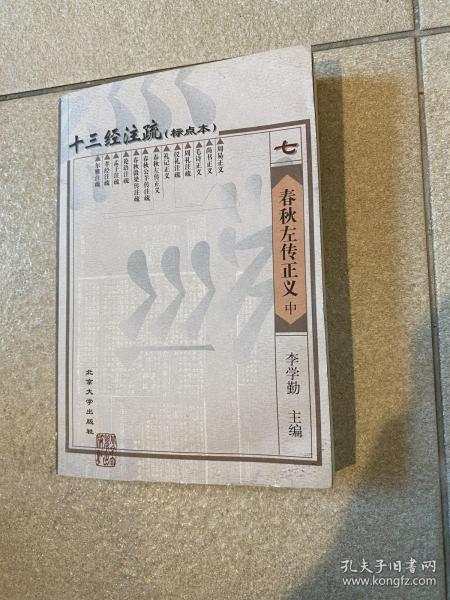 十三经注疏(标点本)
▲周易正义
▲尚书正义
▲毛诗正义
▲周礼注疏
▲仪礼注疏
▲礼记正义
▲春秋左传正义
▲春秋公羊传注疏
▲春秋穀梁传注疏
▲论语注疏
▲孟子注疏
▲孝经注疏
▲尔雅注疏
七
春秋左传正义 中
李学勤 主编
北京大学出版社
孔夫子旧书网
www.kongfz.com